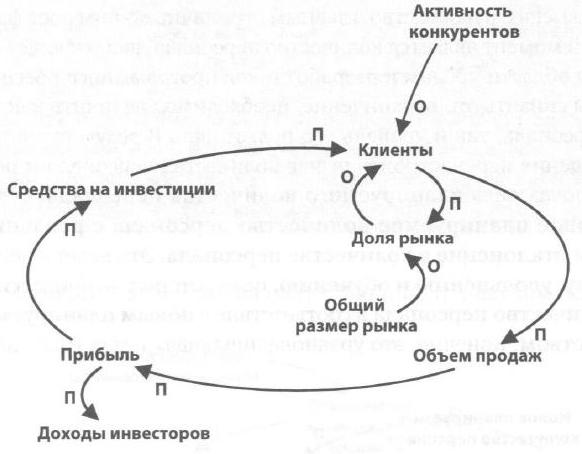 Активность
конкурентов
О
П
Клиенты
О
Средства на инвестиции
П
П
Доля рынка
О
Общий
размер рынка
П
Прибыль
Объем продаж
П
П
Доходы инвесторов